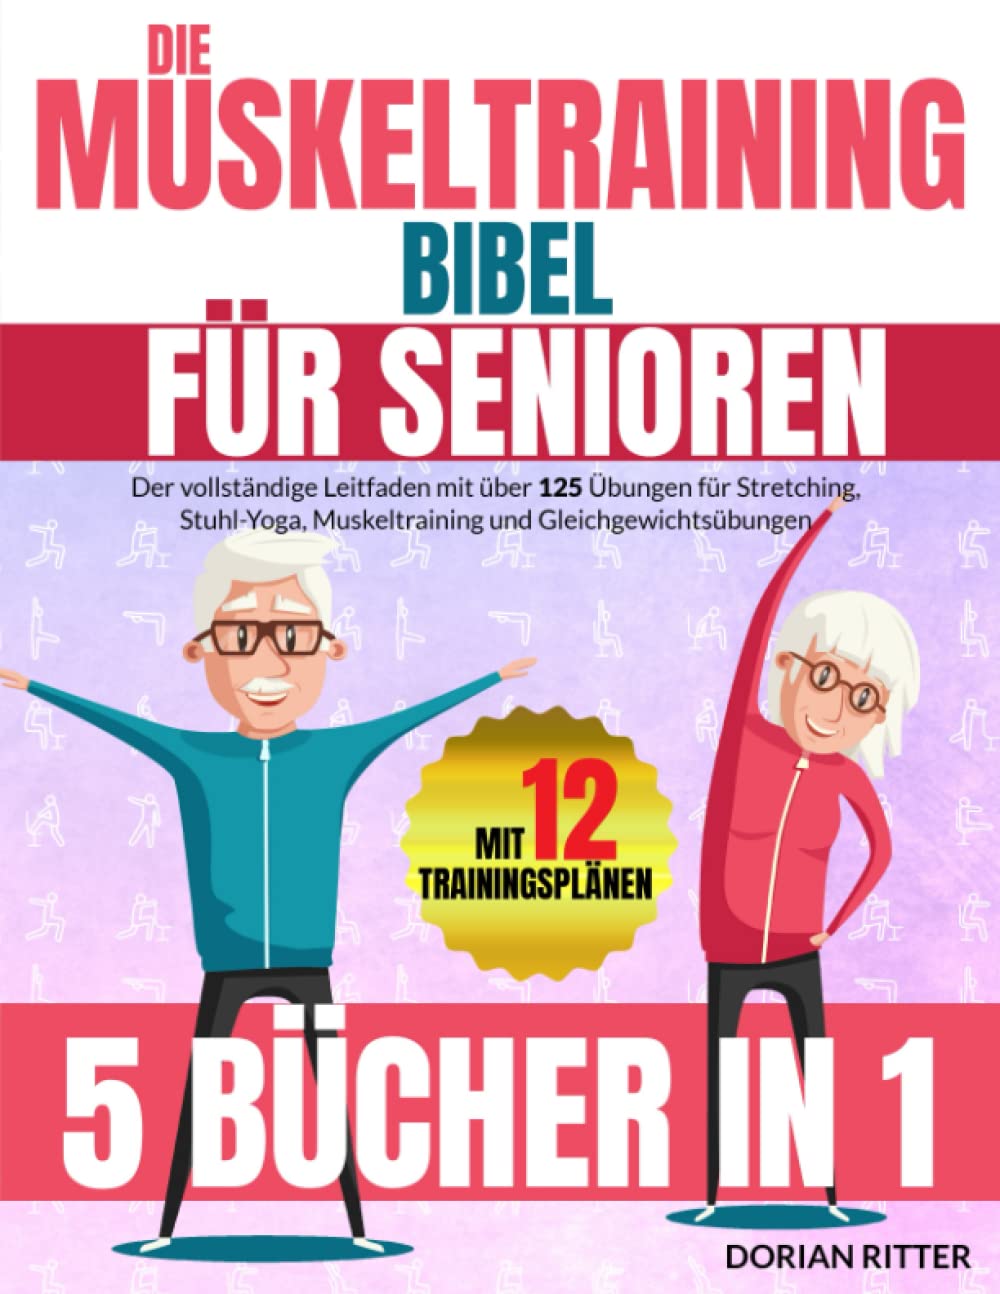 DIE
MUSKELTRAINING
BIBEL
FÜR SENIOREN
Der vollständige Leitfaden mit über 125 Übungen für Stretching,
Stuhl-Yoga, Muskeltraining und Gleichgewichtsübungen
MIT 12
TRAININGSPLÄNEN
5 BÜCHER IN 1
DORIAN RITTER